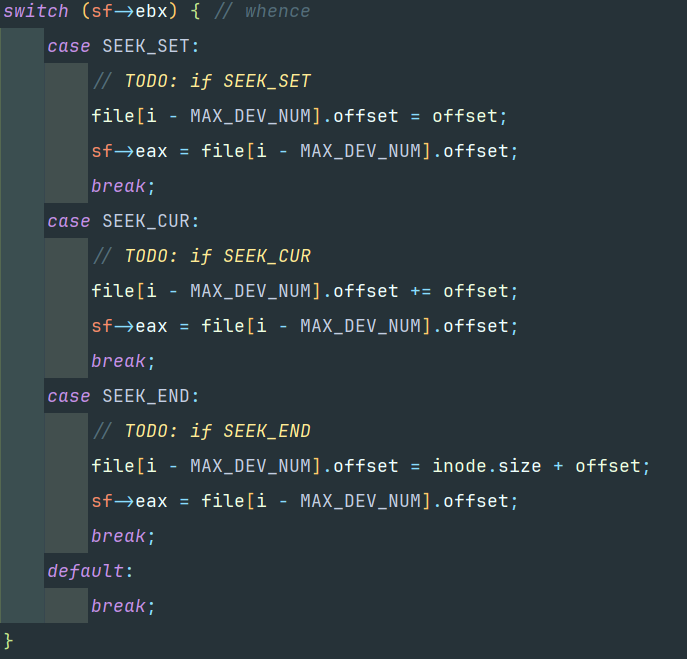 switch (sf->ebx) { // whence
    case SEEK_SET:
        // TODO: if SEEK_SET
        file[i - MAX_DEV_NUM].offset = offset;
        sf->eax = file[i - MAX_DEV_NUM].offset;
        break;
    case SEEK_CUR:
        // TODO: if SEEK_CUR
        file[i - MAX_DEV_NUM].offset += offset;
        sf->eax = file[i - MAX_DEV_NUM].offset;
        break;
    case SEEK_END:
        // TODO: if SEEK_END
        file[i - MAX_DEV_NUM].offset = inode.size + offset;
        sf->eax = file[i - MAX_DEV_NUM].offset;
        break;
    default:
        break;
}